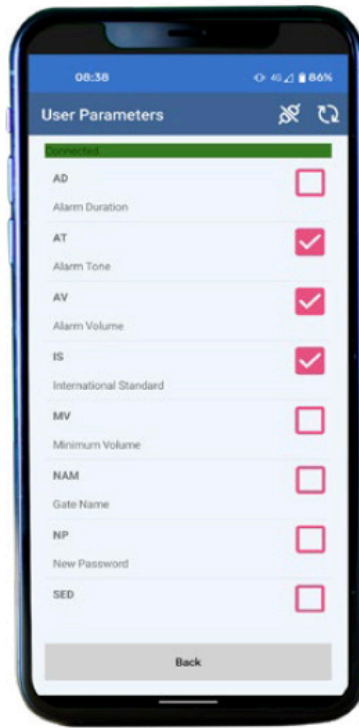 08:38 4G 86%
User Parameters
Connected
AD
Alarm Duration
AT
Alarm Tone
AV
Alarm Volume
IS
International Standard
MV
Minimum Volume
NAM
Gate Name
NP
New Password
SED
Back